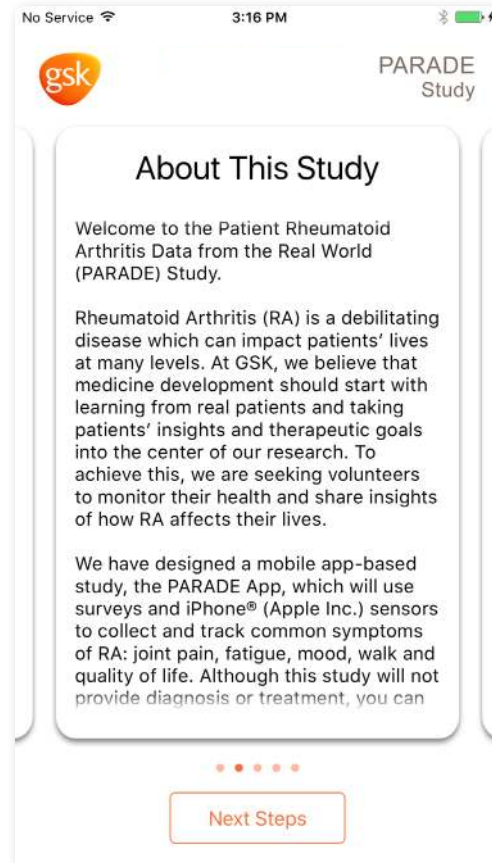 No Service 3:16 PM
gsk
PARADE
Study
About This Study
Welcome to the Patient Rheumatoid
Arthritis Data from the Real World
(PARADE) Study.
Rheumatoid Arthritis (RA) is a debilitating
disease which can impact patients' lives
at many levels. At GSK, we believe that
medicine development should start with
learning from real patients and taking
patients' insights and therapeutic goals
into the center of our research. To
achieve this, we are seeking volunteers
to monitor their health and share insights
of how RA affects their lives.
We have designed a mobile app-based
study, the PARADE App, which will use
surveys and iPhone® (Apple Inc.) sensors
to collect and track common symptoms
of RA: joint pain, fatigue, mood, walk and
quality of life. Although this study will not
provide diagnosis or treatment, you can
Next Steps